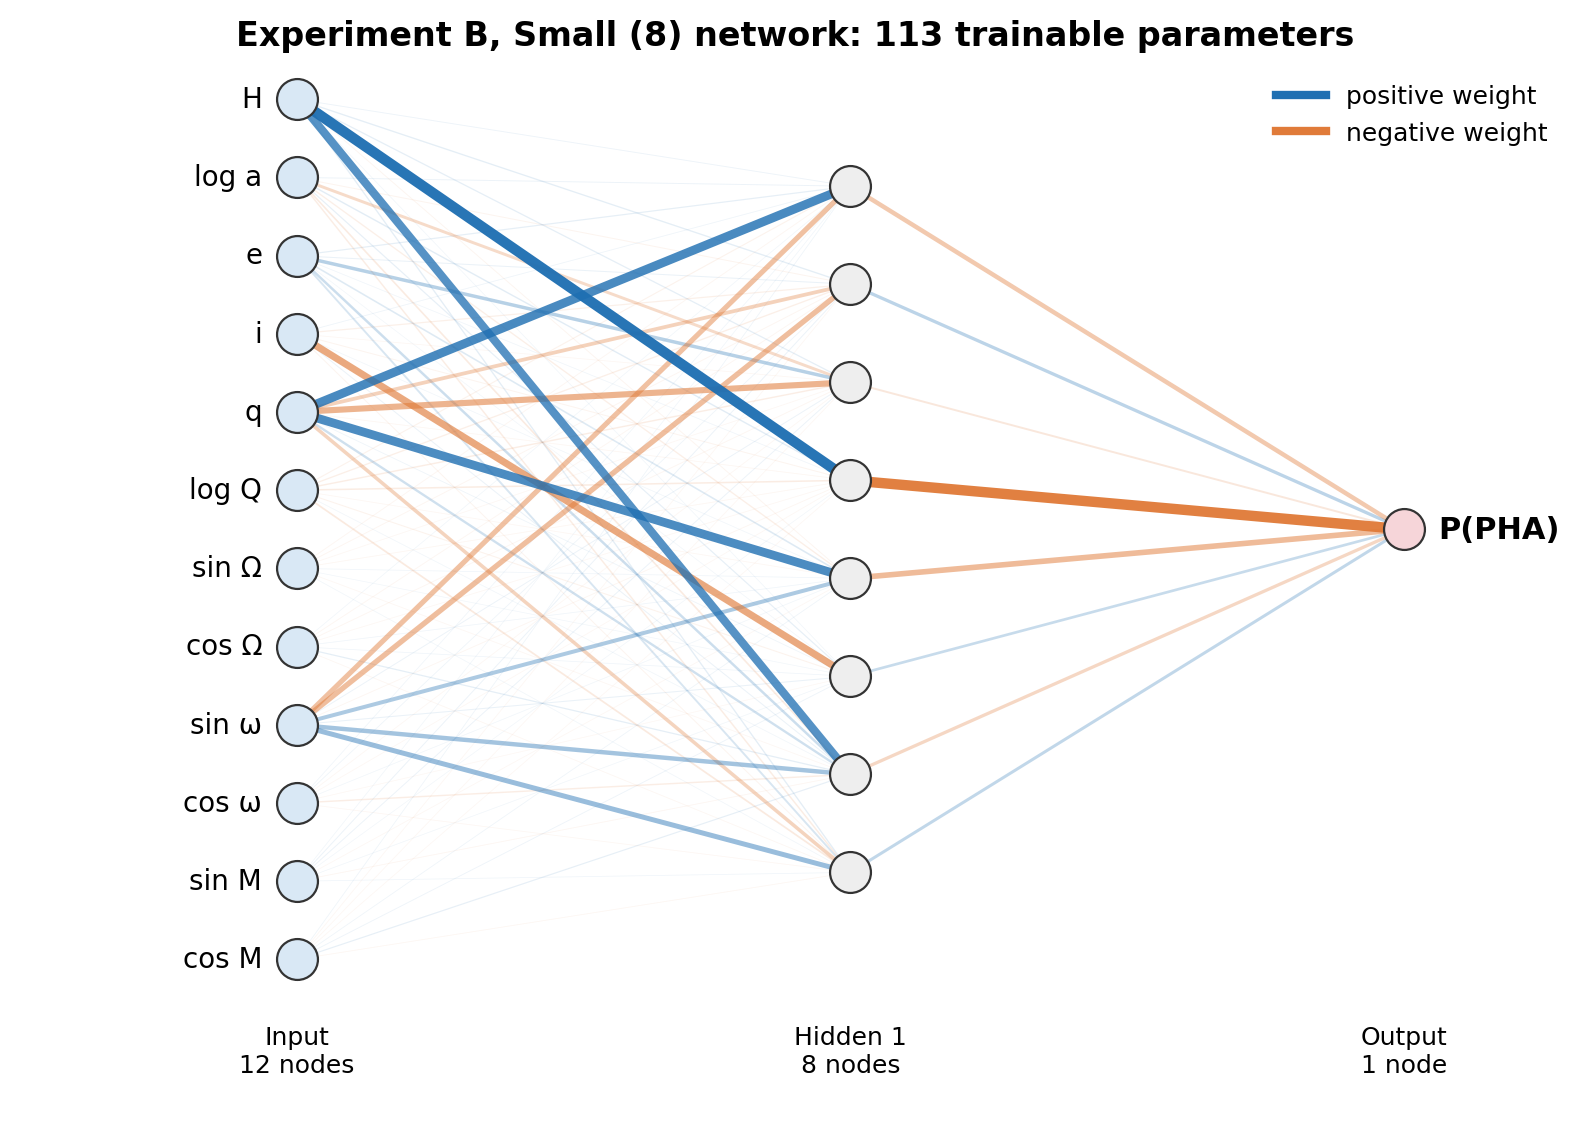 Experiment B, Small (8) network: 113 trainable parameters
positive weight
negative weight
H
log a
e
i
q
log Q
sin Ω
cos Ω
sin ω
cos ω
sin M
cos M
P(PHA)
Input
12 nodes
Hidden 1
8 nodes
Output
1 node